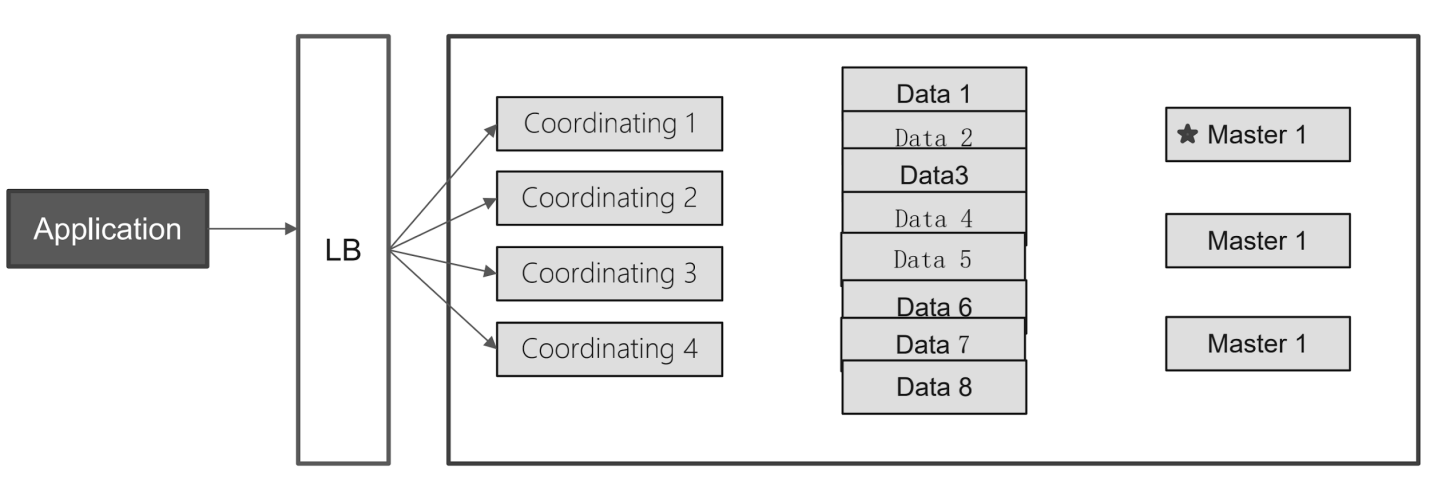 Application
LB
Coordinating 1
Coordinating 2
Coordinating 3
Coordinating 4
Data 1
Data 2
Data3
Data 4
Data 5
Data 6
Data 7
Data 8
Master 1
Master 1
Master 1